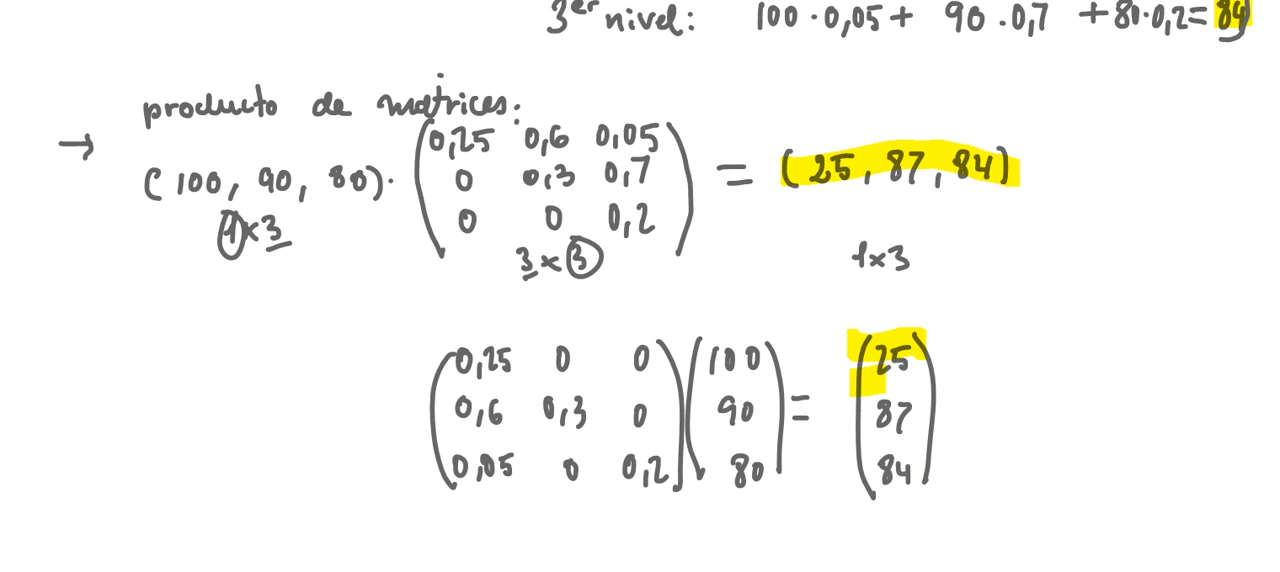 3er nivel: 100 · 0,05 + 90 · 0,7 + 80 · 0,2 = 84
producto de matrices:
→ (100, 90, 80) · (0,25 0,6 0,05
0 0,3 0,7
0 0 0,2) = (25, 87, 84)
1x3 3x3 1x3
(0,25 0 0
0,6 0,3 0
0,05 0 0,2) (100
90
80) = (25
87
84)